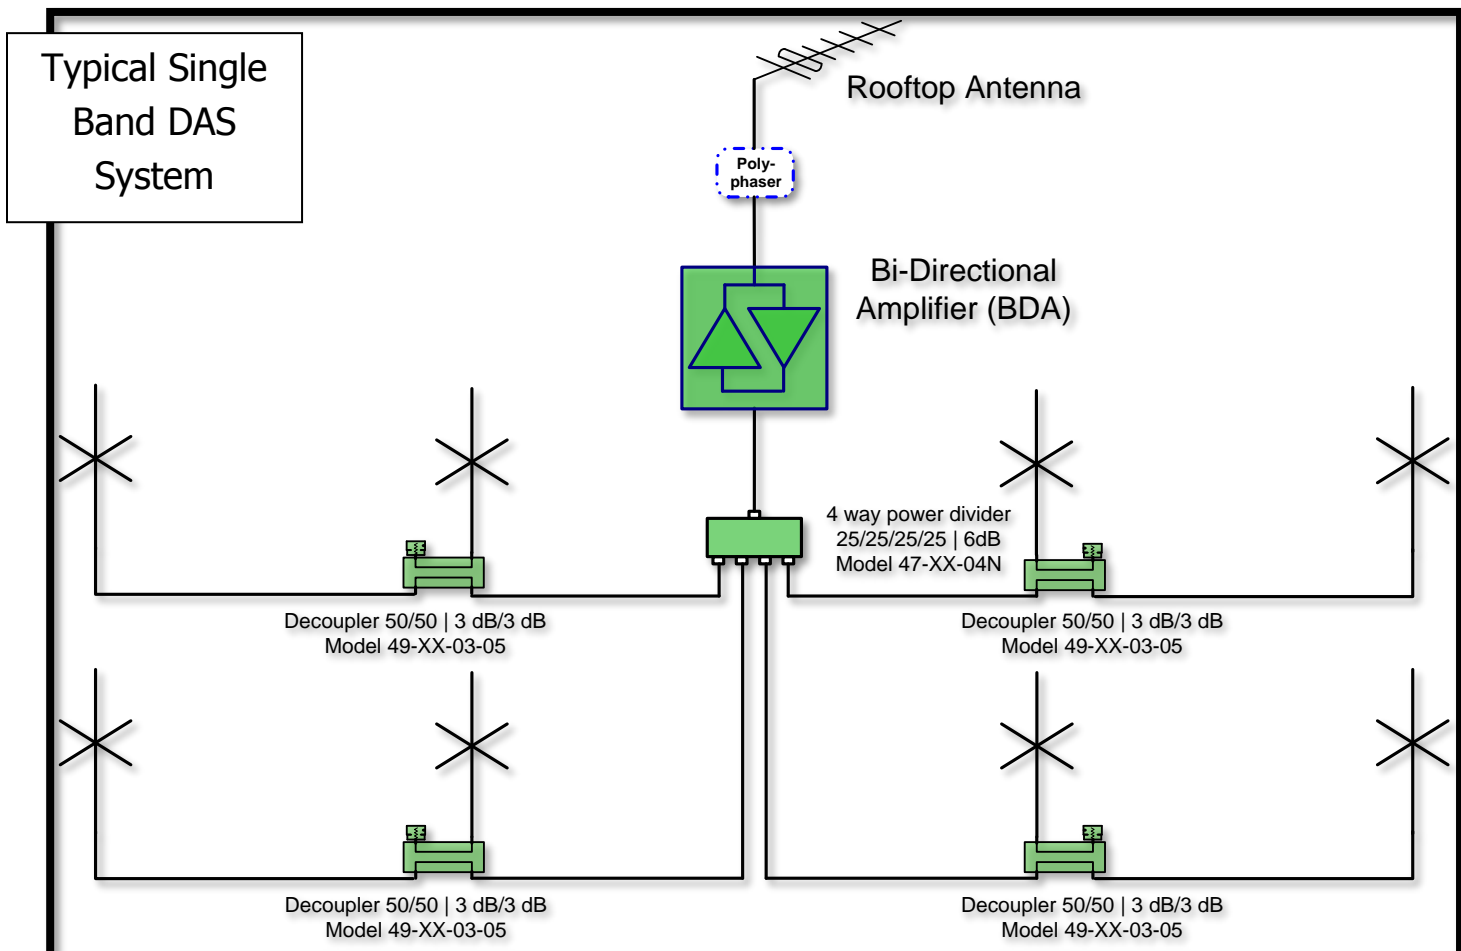 Typical Single
Band DAS
System
Rooftop Antenna
Poly-
phaser
Bi-Directional
Amplifier (BDA)
4 way power divider
25/25/25/25 | 6dB
Model 47-XX-04N
Decoupler 50/50 | 3 dB/3 dB
Model 49-XX-03-05
Decoupler 50/50 | 3 dB/3 dB
Model 49-XX-03-05
Decoupler 50/50 | 3 dB/3 dB
Model 49-XX-03-05
Decoupler 50/50 | 3 dB/3 dB
Model 49-XX-03-05